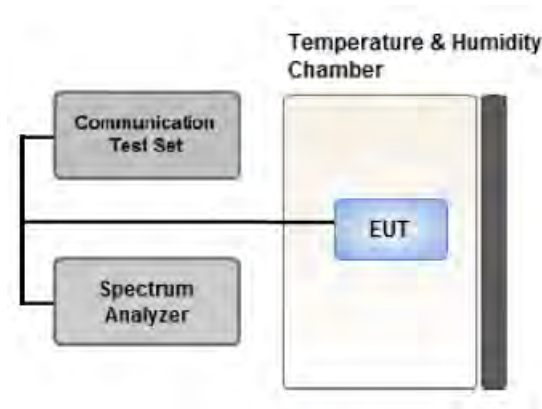 Temperature & Humidity
Chamber
Communication
Test Set
EUT
Spectrum
Analyzer